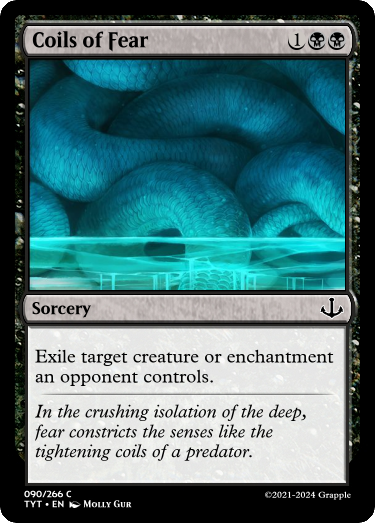 Coils of Fear 1
Sorcery
Exile target creature or enchantment
an opponent controls.
In the crushing isolation of the deep,
fear constricts the senses like the
tightening coils of a predator.
090/266 C
TYT • EN Molly Gur
©2021-2024 Grapple